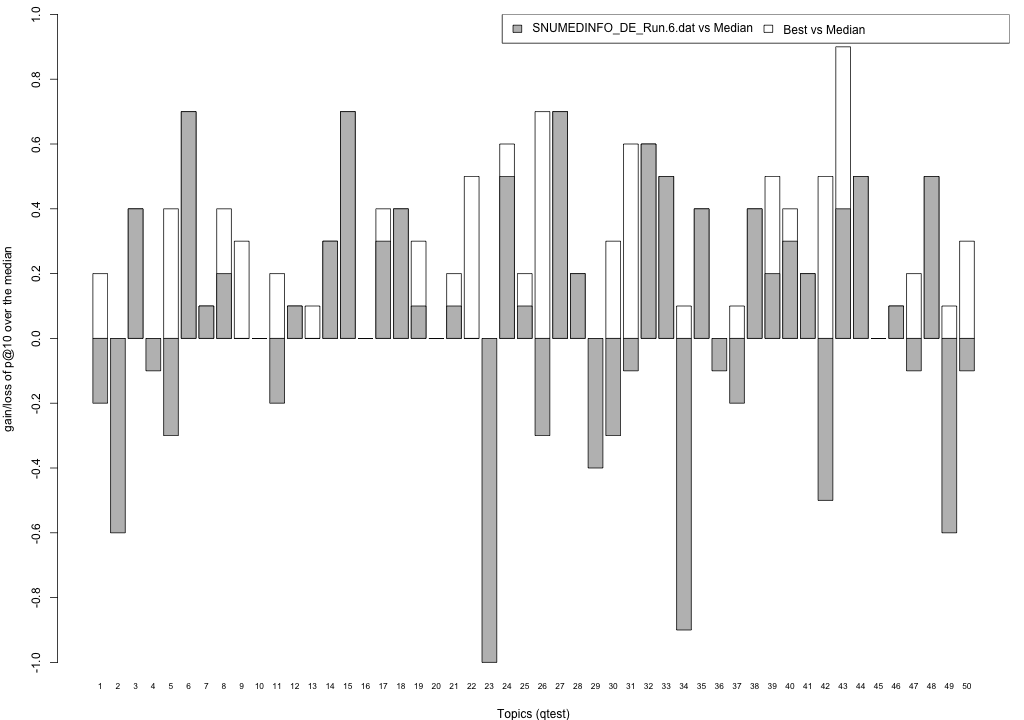 SNUMEDINFO_DE_Run.6.dat vs Median Best vs Median
1.0
0.8
0.6
0.4
0.2
0.0
-0.2
-0.4
-0.6
-0.8
-1.0
gain/loss of p@10 over the median
1 2 3 4 5 6 7 8 9 10 11 12 13 14 15 16 17 18 19 20 21 22 23 24 25 26 27 28 29 30 31 32 33 34 35 36 37 38 39 40 41 42 43 44 45 46 47 48 49 50
Topics (qtest)